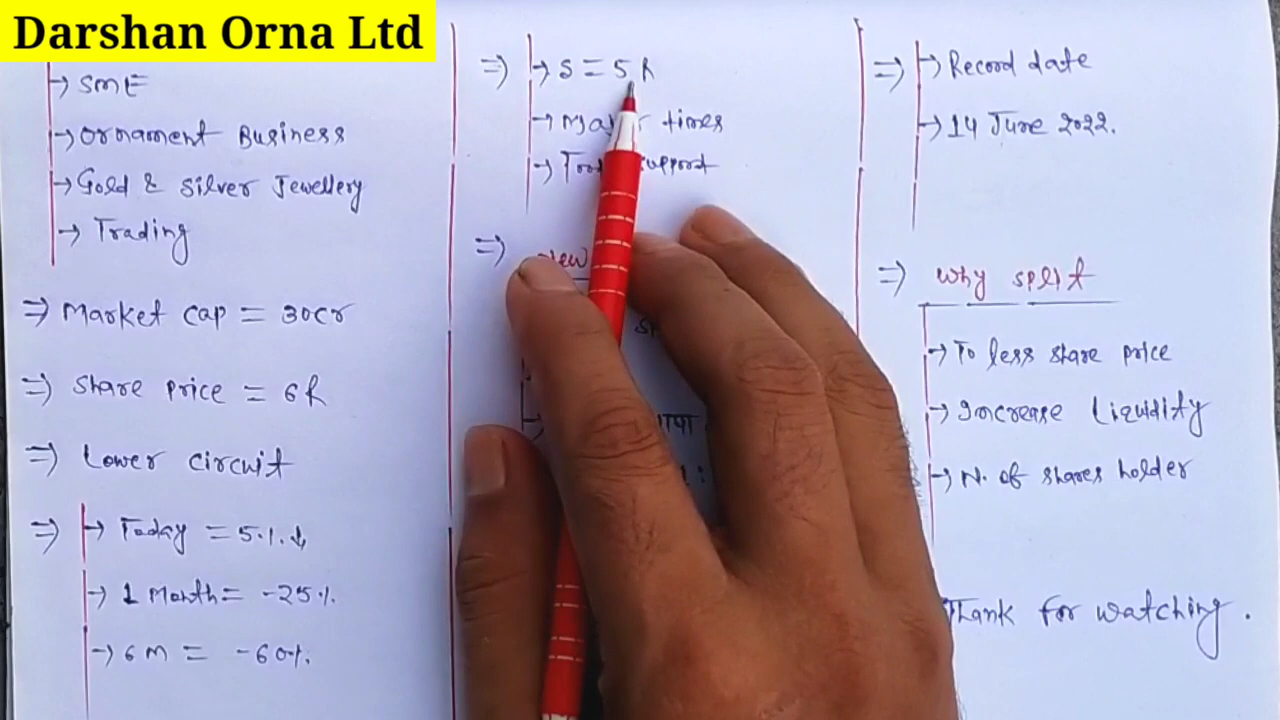 Darshan Orna Ltd
→ SME
→ Ornament Business
→ Gold & Silver Jewellery
→ Trading
⇒ Market cap = 30cr
⇒ Share price = 6 ₹
⇒ Lower circuit
⇒ → Today = 5.1.↓
→ 1 Month = -25%
→ 6 M = -60%
⇒ → S = 5 ₹
times
support
⇒
⇒ → Record date
→ 14 June 2022.
⇒ Why split
→ To less share price
→ Increase Liquidity
→ N. of shares holder
Thank for watching.